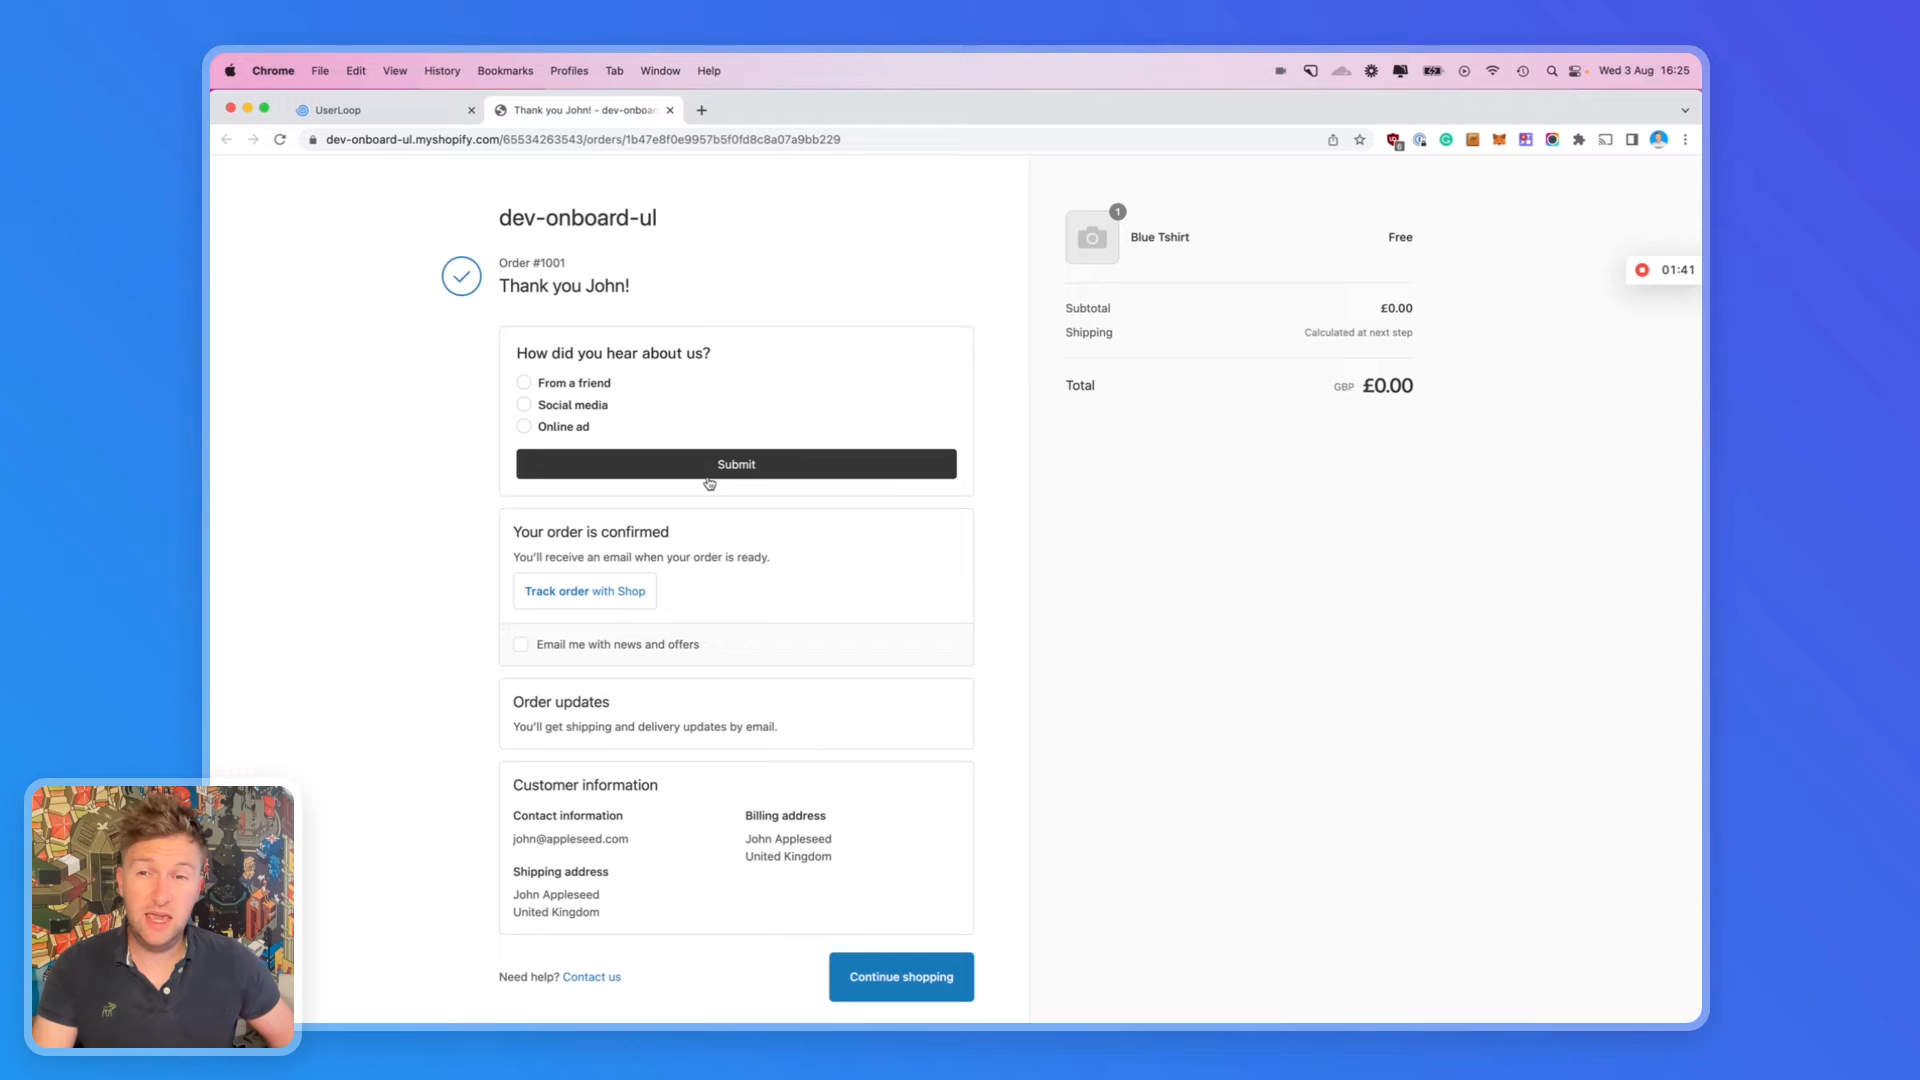 Chrome File Edit View History Bookmarks Profiles Tab Window Help Wed 3 Aug 16:25
UserLoop Thank you John! - dev-onboar
dev-onboard-ul.myshopify.com/65534263543/orders/1b47e8f0e9957b5f0fd8c8a07a9bb229
dev-onboard-ul
Order #1001
Thank you John!
How did you hear about us?
From a friend
Social media
Online ad
Submit
Your order is confirmed
You'll receive an email when your order is ready.
Track order with Shop
Email me with news and offers
Order updates
You'll get shipping and delivery updates by email.
Customer information
Contact information
john@appleseed.com
Shipping address
John Appleseed
United Kingdom
Billing address
John Appleseed
United Kingdom
Need help? Contact us
Continue shopping
1
Blue Tshirt Free
Subtotal £0.00
Shipping Calculated at next step
Total GBP £0.00
01:41